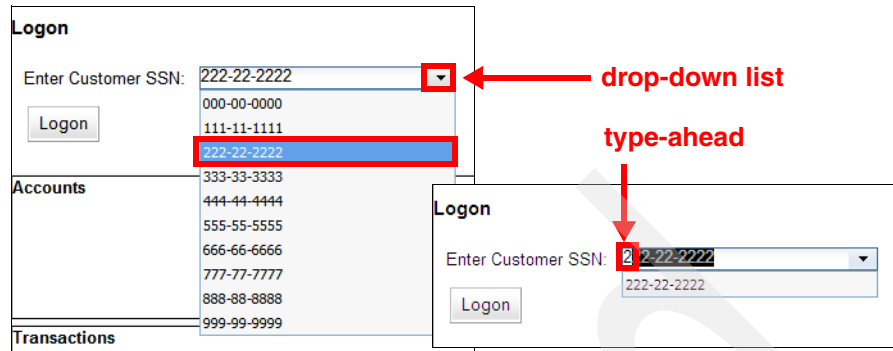 Logon
Enter Customer SSN: 222-22-2222
drop-down list
000-00-0000
Logon
111-11-1111
222-22-2222
type-ahead
333-33-3333
Accounts
444-44-4444
555-55-5555
666-66-6666
777-77-7777
888-88-8888
999-99-9999
Transactions
Logon
Enter Customer SSN: 222-22-2222
222-22-2222
Logon